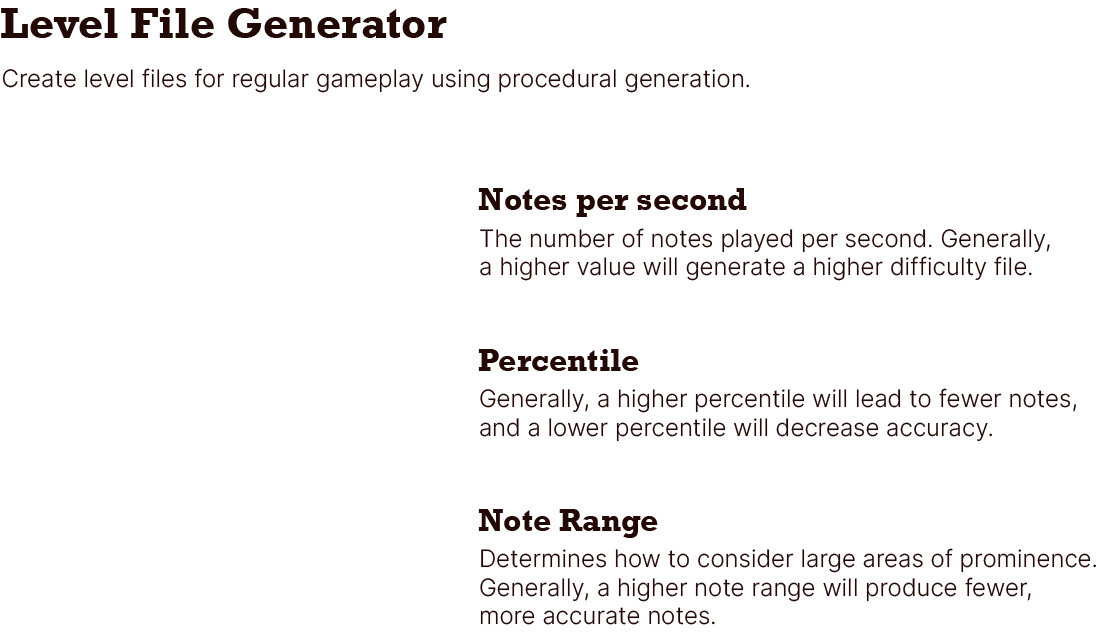 Level File Generator
Create level files for regular gameplay using procedural generation.
Notes per second
The number of notes played per second. Generally,
a higher value will generate a higher difficulty file.
Percentile
Generally, a higher percentile will lead to fewer notes,
and a lower percentile will decrease accuracy.
Note Range
Determines how to consider large areas of prominence.
Generally, a higher note range will produce fewer,
more accurate notes.